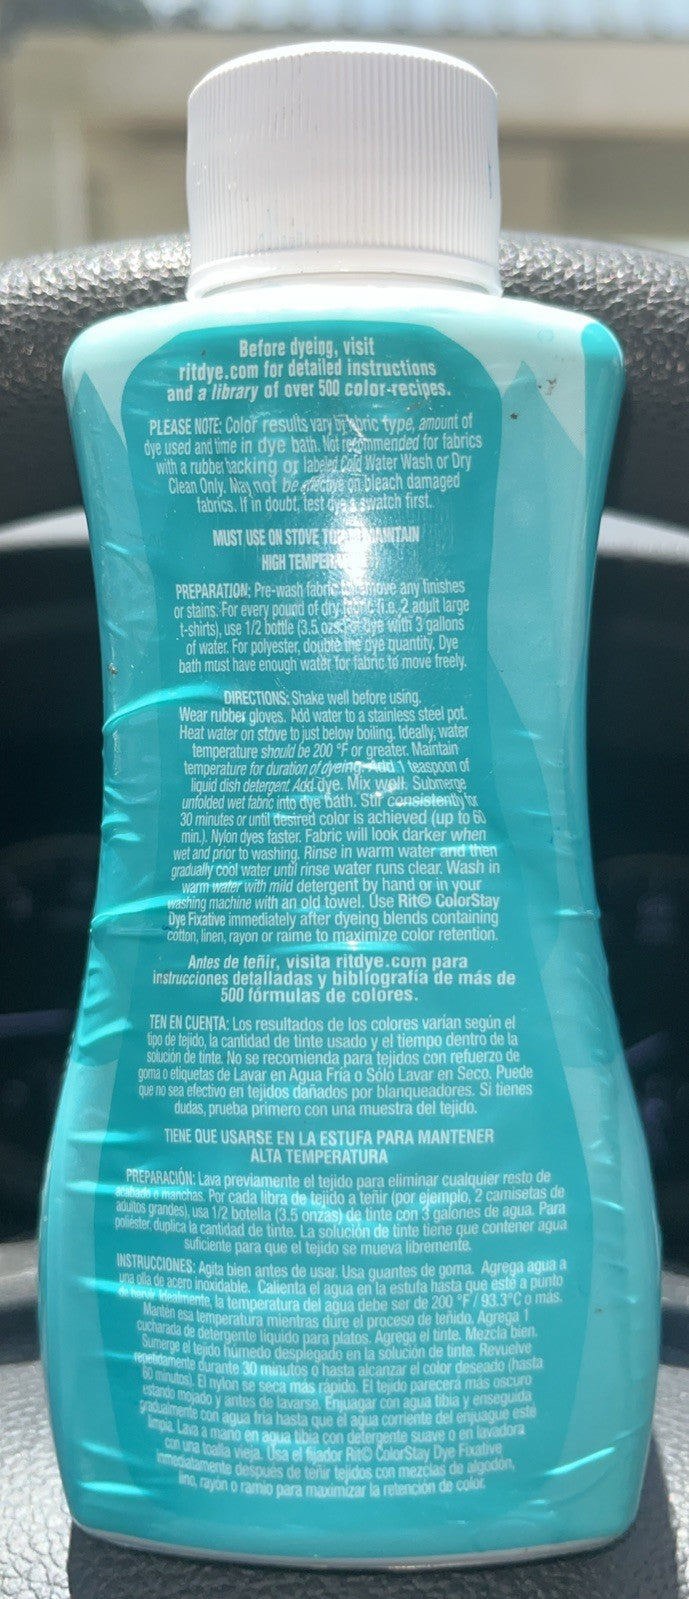 Before dyeing, visit
ritdye.com for detailed instructions
and a library of over 500 color-recipes.
PLEASE NOTE: Color results vary by fabric type, amount of
dye used and time in dye bath. Not recommended for fabrics
with a rubber backing or labeled Cold Water Wash or Dry
Clean Only. May not be effective on bleach damaged
fabrics. If in doubt, test dye a swatch first.
MUST USE ON STOVE TOP MAINTAIN
HIGH
PREPARATION: Pre-wash fabric to remove any finishes
or stains. For every pound of dry fabric (i.e. 2 adult large
t-shirts), use 1/2 bottle (3.5 ozs dye with 3 gallons
of water. For polyester, double the dye quantity. Dye
bath must have enough water for fabric to move freely.
DIRECTIONS: Shake well before using.
Wear rubber gloves. Add water to a stainless steel pot.
Heat water on stove to just below boiling. Ideally, water
temperature should be 200 °F or greater. Maintain
temperature for duration of dyeing. Add 1 teaspoon of
liquid dish detergent. Add dye. Mix well. Submerge
unfolded wet fabric into dye bath. Stir consistently for
30 minutes or until desired color is achieved (up to 60
min.). Nylon dyes faster. Fabric will look darker when
wet and prior to washing. Rinse in warm water and then
gradually cool water until rinse water runs clear. Wash in
warm water with mild detergent by hand or in your
washing machine with an old towel. Use Rit© ColorStay
Dye Fixative immediately after dyeing blends containing
cotton, linen, rayon or raime to maximize color retention.
Antes de teñir, visita ritdye.com para
instrucciones detalladas y bibliografía de más de
500 fórmulas de colores.
TEN EN CUENTA: Los resultados de los colores varían según el
tipo de tejido, la cantidad de tinte usado y el tiempo dentro de la
solución de tinte. No se recomienda para tejidos con refuerzo de
goma o etiquetas de Lavar en Agua Fría o Sólo Lavar en Seco. Puede
que no sea efectivo en tejidos dañados por blanqueadores. Si tienes
dudas, prueba primero con una muestra del tejido.
TIENE QUE USARSE EN LA ESTUFA PARA MANTENER
ALTA TEMPERATURA
PREPARACIÓN: Lava previamente el tejido para eliminar cualquier resto de
acabado o manchas. Por cada libra de tejido a teñir (por ejemplo, 2 camisetas de
adultos grandes), usa 1/2 botella (3.5 onzas) de tinte con 3 galones de agua. Para
poliéster, duplica la cantidad de tinte. La solución de tinte tiene que contener agua
suficiente para que el tejido se mueva libremente.
INSTRUCCIONES: Agita bien antes de usar. Usa guantes de goma. Agrega agua a
una olla de acero inoxidable. Calienta el agua en la estufa hasta que esté a punto
de hervir. Idealmente, la temperatura del agua debe ser de 200 °F / 93.3°C o más.
Mantén esa temperatura mientras dure el proceso de teñido. Agrega 1
cucharada de detergente líquido para platos. Agrega el tinte. Mezcla bien.
Sumerge el tejido húmedo desplegado en la solución de tinte. Revuelve
repetidamente durante 30 minutos o hasta alcanzar el color deseado (hasta
60 minutos). El nylon se seca más rápido. El tejido parecerá más oscuro
estando mojado y antes de lavarse. Enjuagar con agua tibia y enseguida
gradualmente con agua fría hasta que el agua corriente del enjuague esté
limpia. Lava a mano en agua tibia con detergente suave o en lavadora
con una toalla vieja. Usa el fijador Rit© ColorStay Dye Fixative
inmediatamente después de teñir tejidos con mezclas de algodón,
lino, rayón o ramio para maximizar la retención de color.